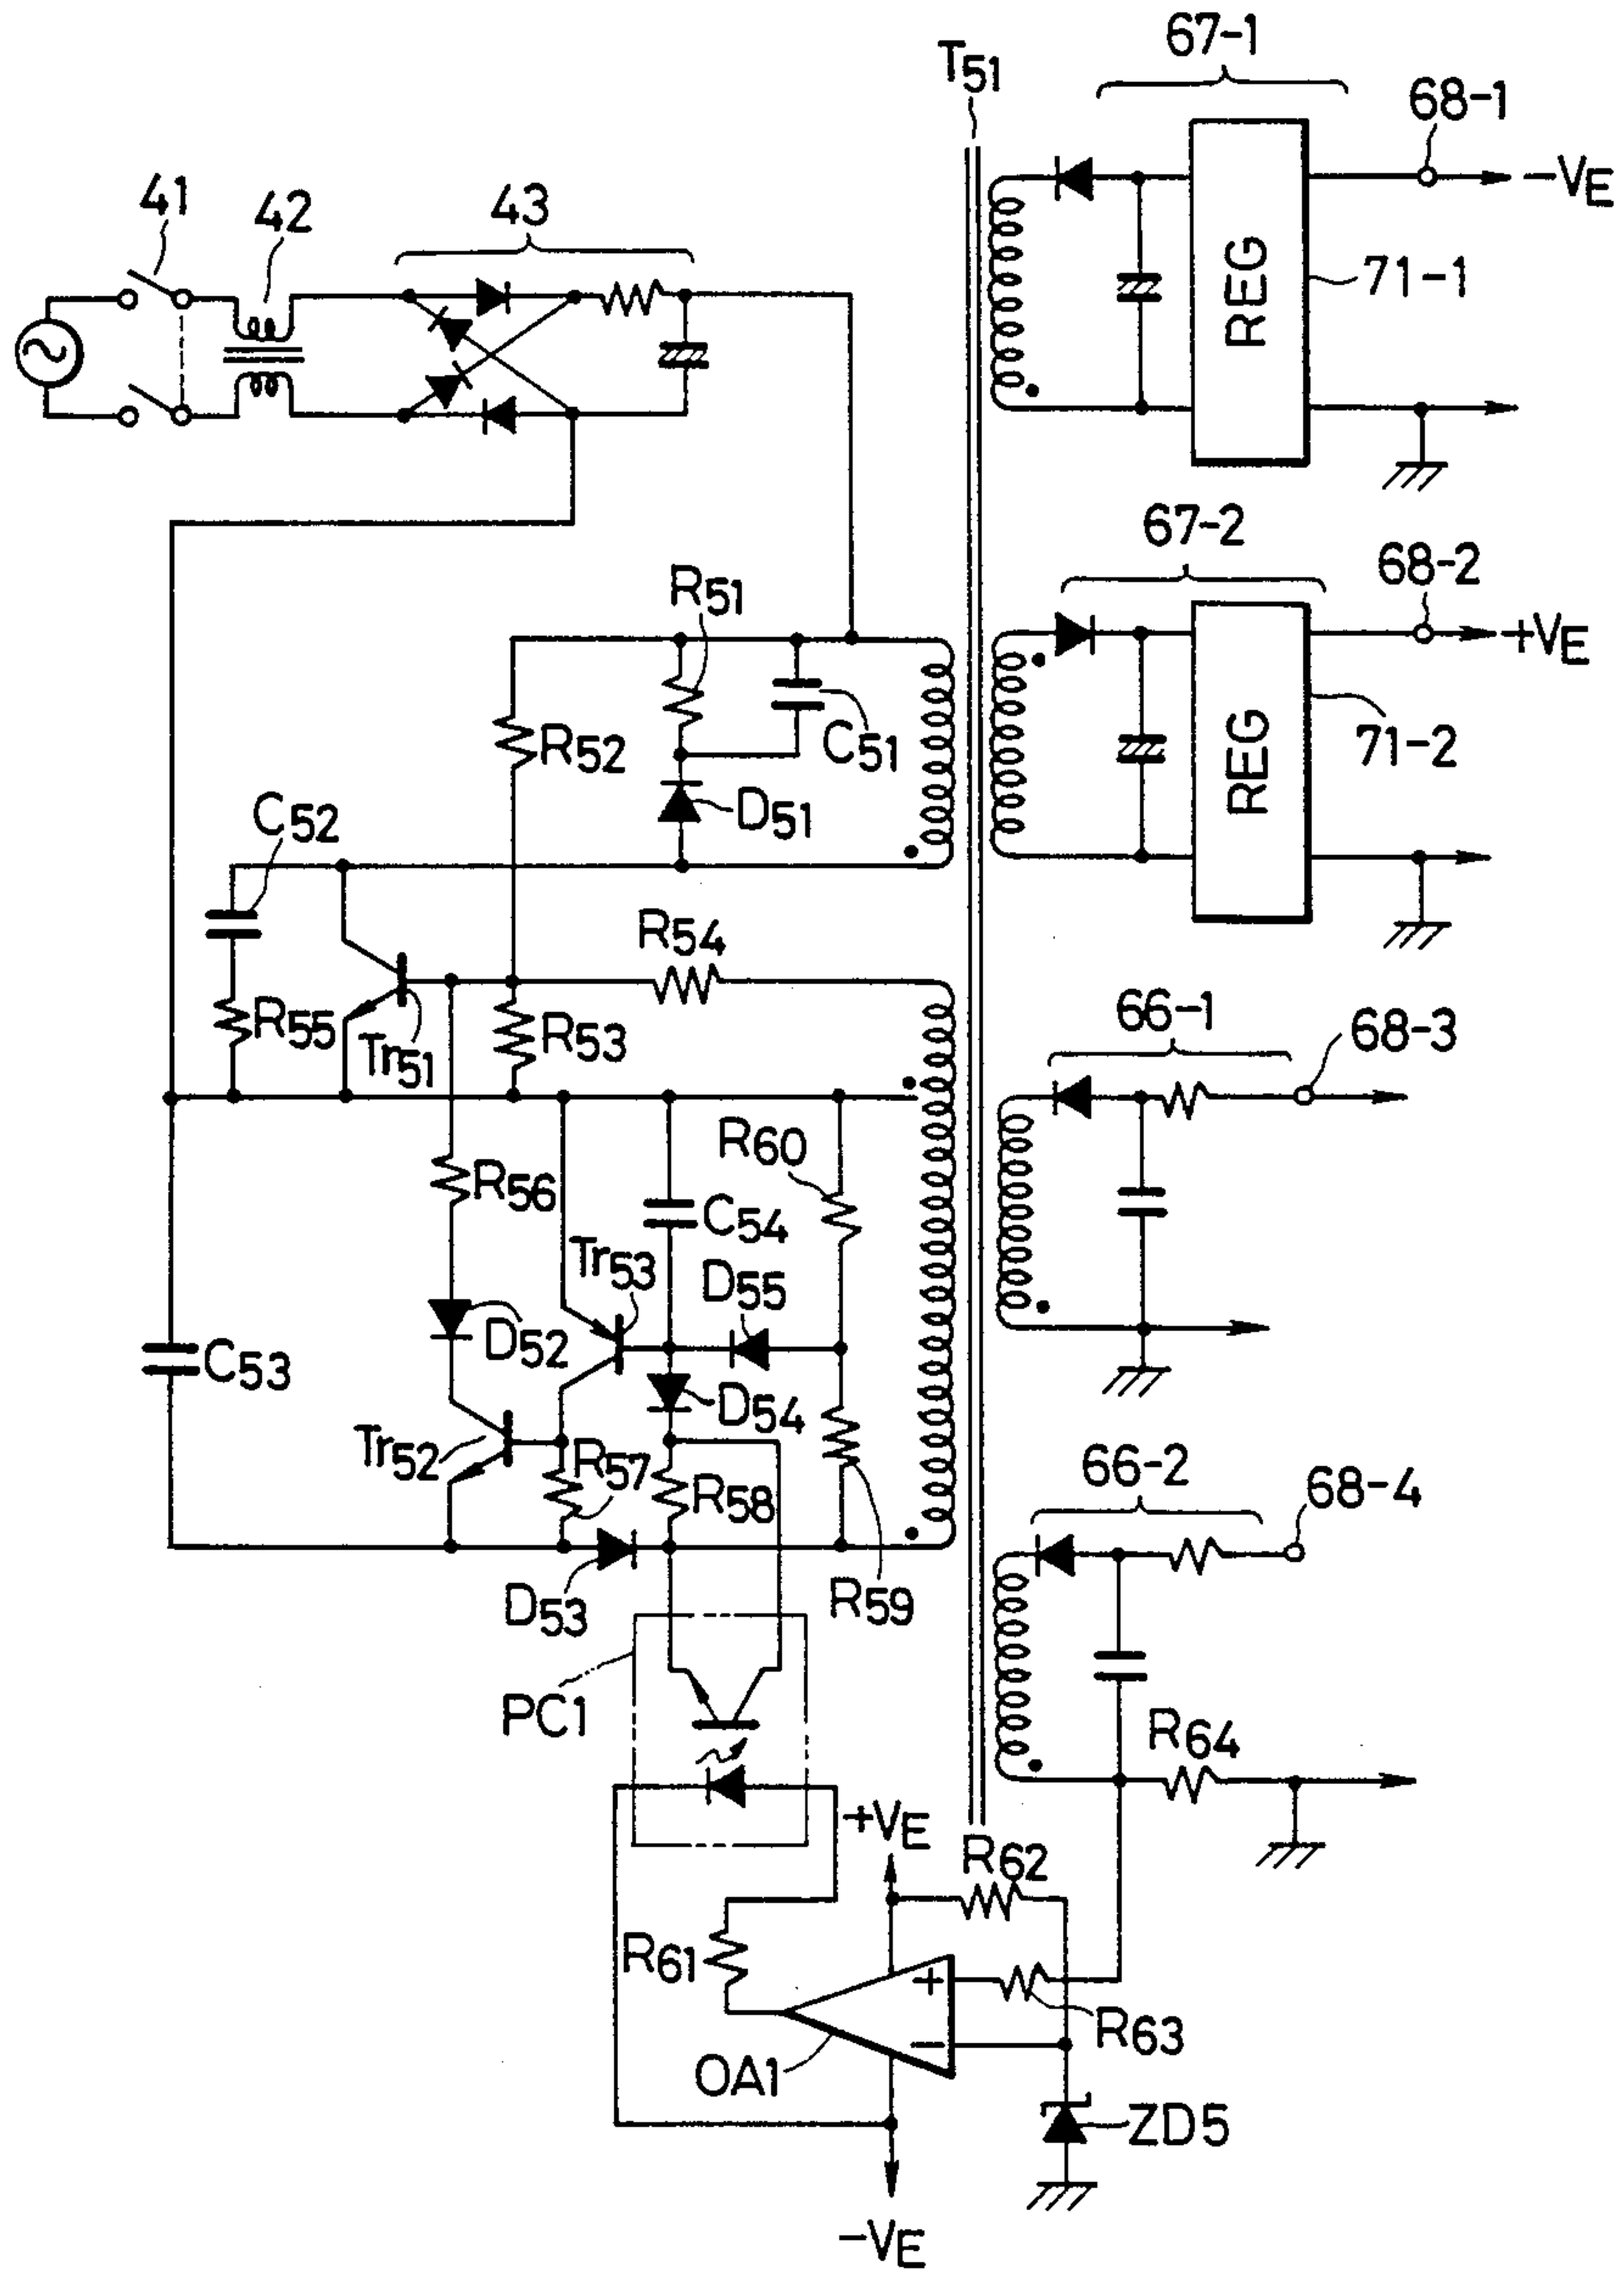 67-1
T51
68-1
−VE
41
42
43
REG
71-1
67-2
68-2
+VE
R51
R52
C51
REG
71-2
D51
C52
R54
R55
Tr51
R53
66-1
68-3
R60
R56
C54
Tr53
D55
D52
C53
D54
Tr52
R57
R58
66-2
68-4
D53
R59
PC1
R64
+VE
R62
R61
+
R63
−
OA1
ZD5
−VE